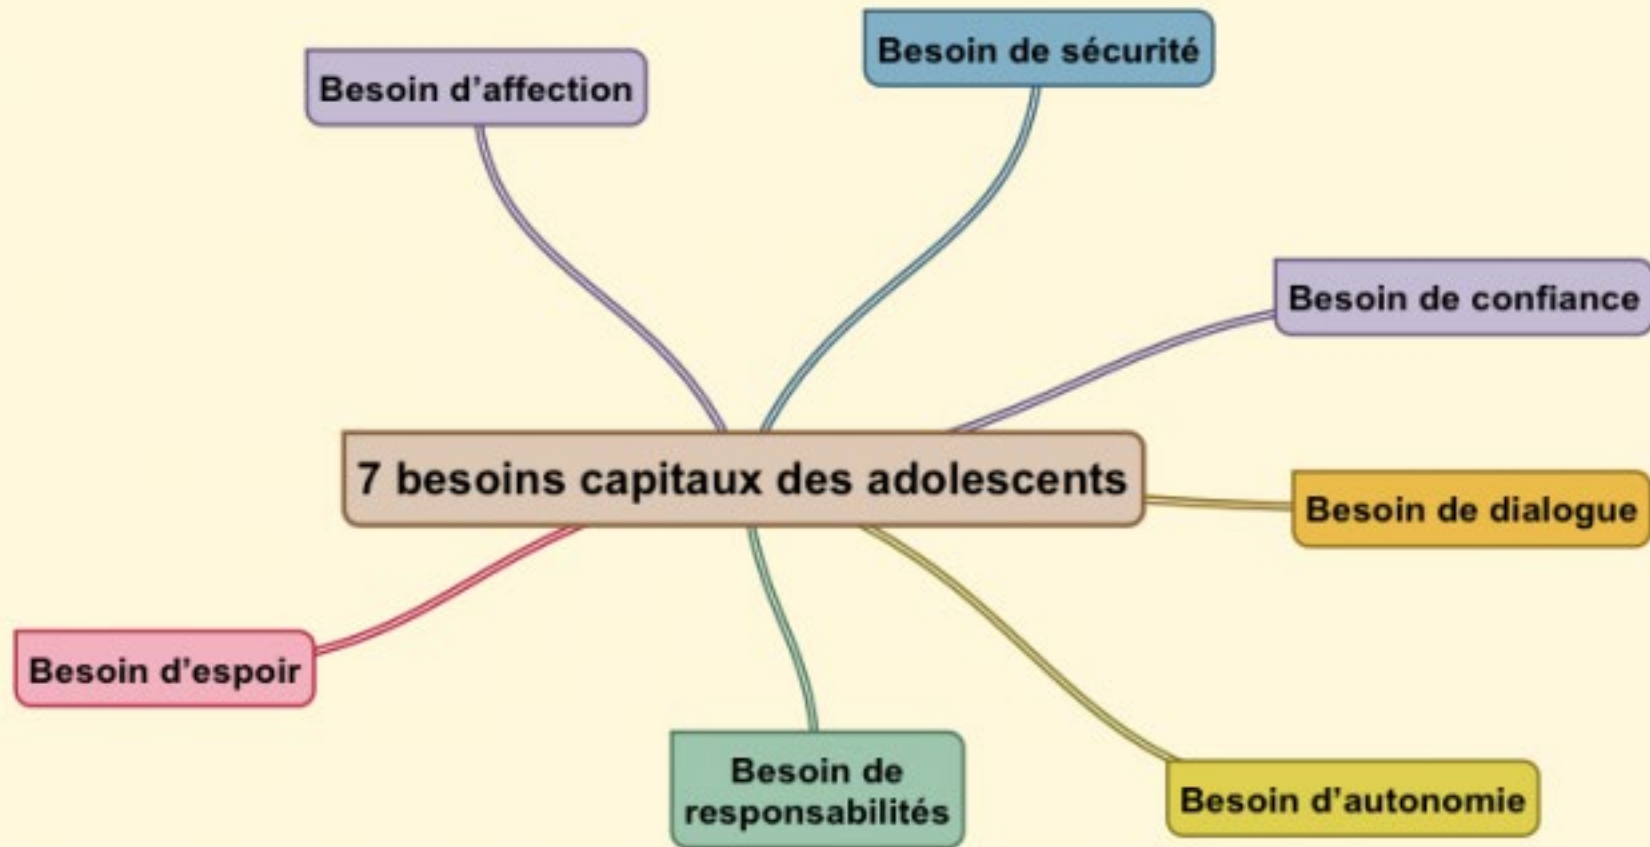 Besoin de sécurité
Besoin d’affection
Besoin de confiance
7 besoins capitaux des adolescents
Besoin de dialogue
Besoin d’espoir
Besoin de
responsabilités
Besoin d’autonomie